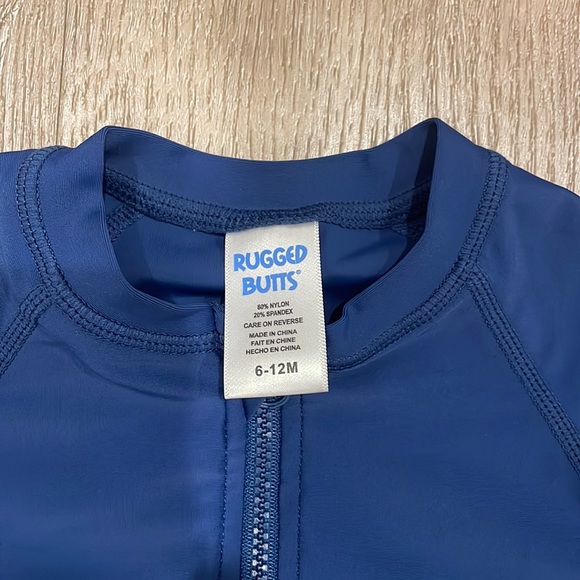 RUGGED
BUTTS®
80% NYLON
20% SPANDEX
CARE ON REVERSE
MADE IN CHINA
FAIT EN CHINE
HECHO EN CHINA
6-12M